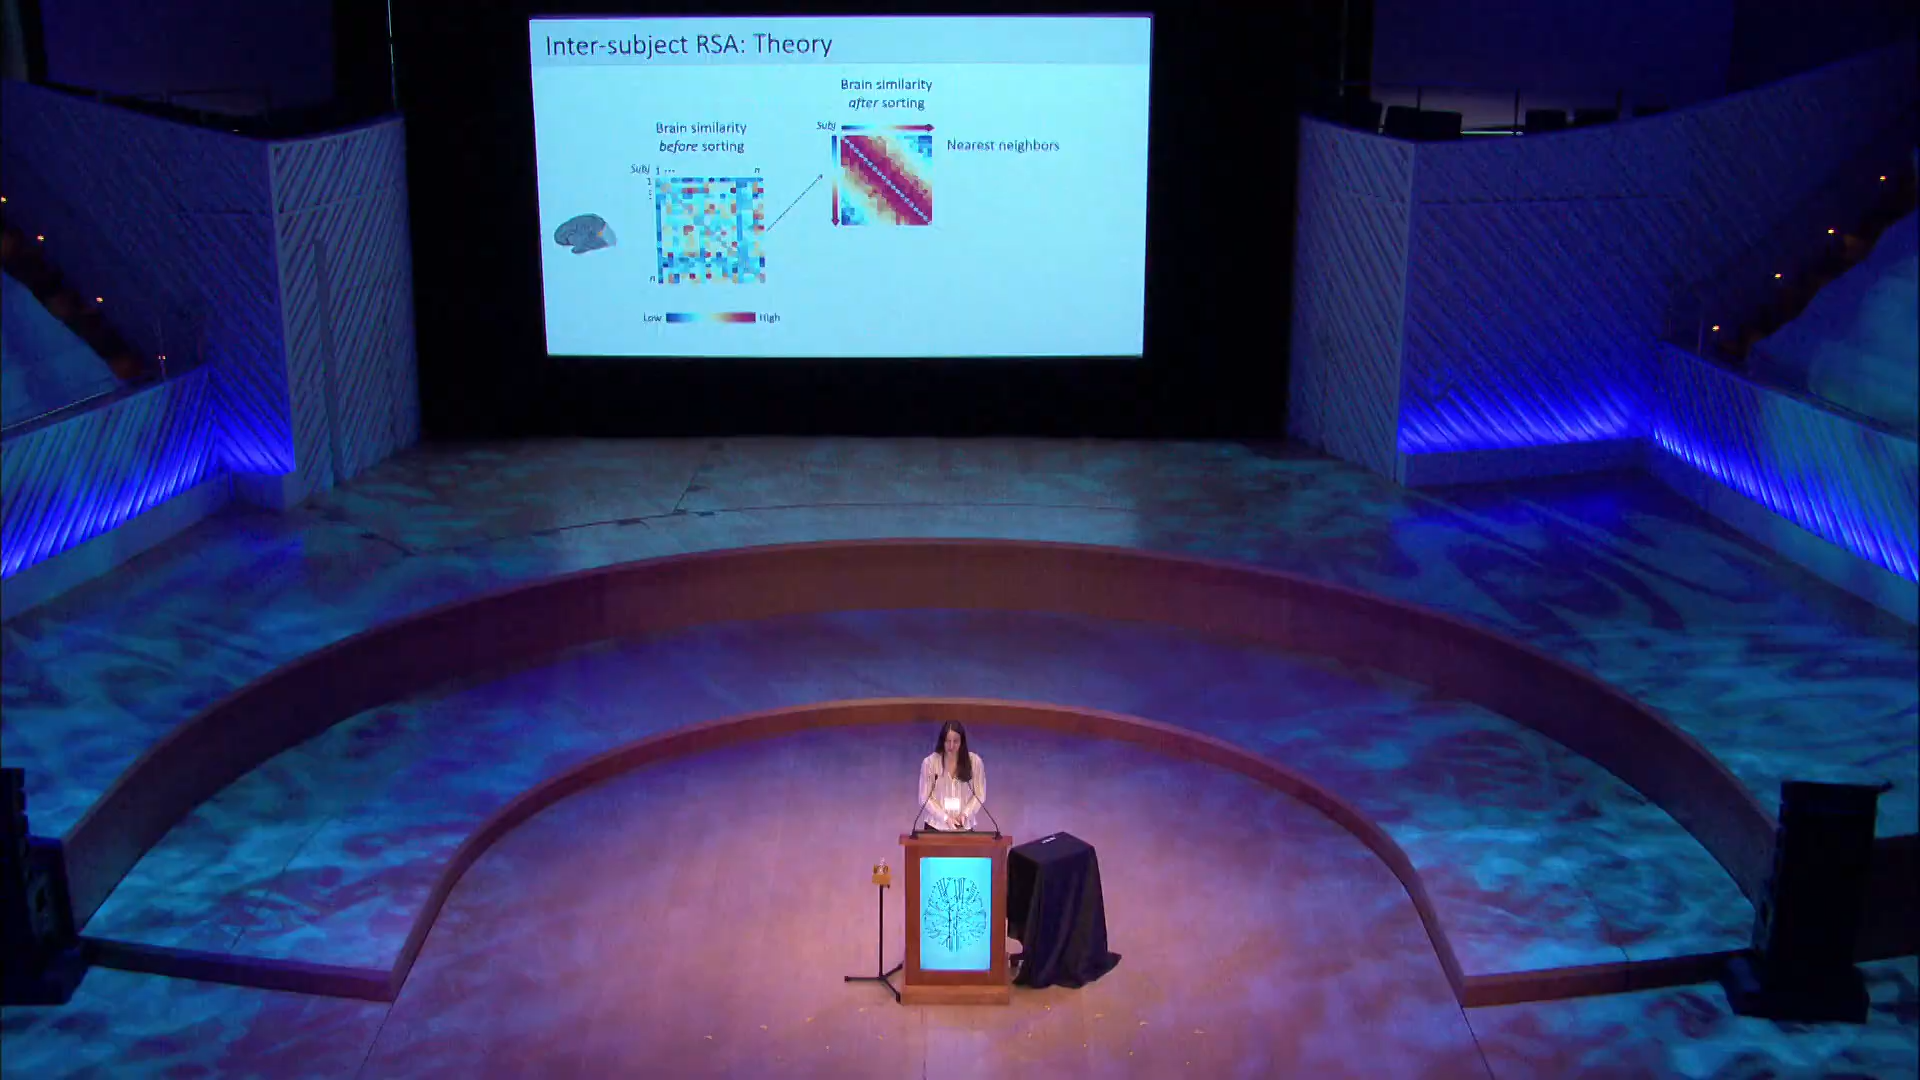 Inter-subject RSA: Theory
Brain similarity
before sorting
Subj 1 ... n
1
n
Low High
Brain similarity
after sorting
Subj
Nearest neighbors